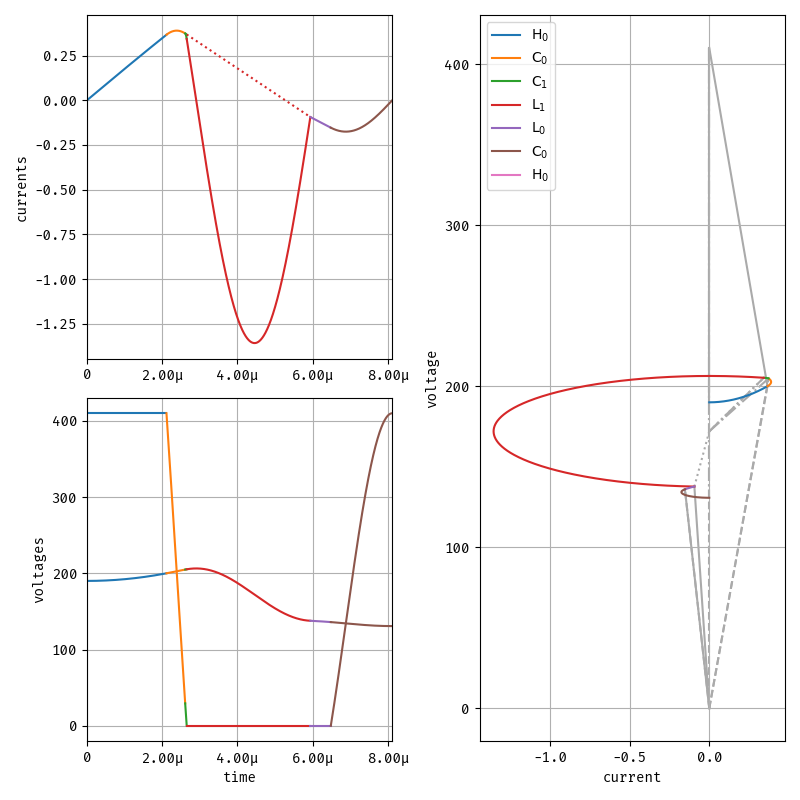 0.25
0.00
-0.25
-0.50
-0.75
-1.00
-1.25
currents
0
2.00μ
4.00μ
6.00μ
8.00μ
400
300
200
100
0
voltages
0
2.00μ
4.00μ
6.00μ
8.00μ
time
H₀
C₀
C₁
L₁
L₀
C₀
H₀
400
300
200
100
0
voltage
-1.0
-0.5
0.0
current